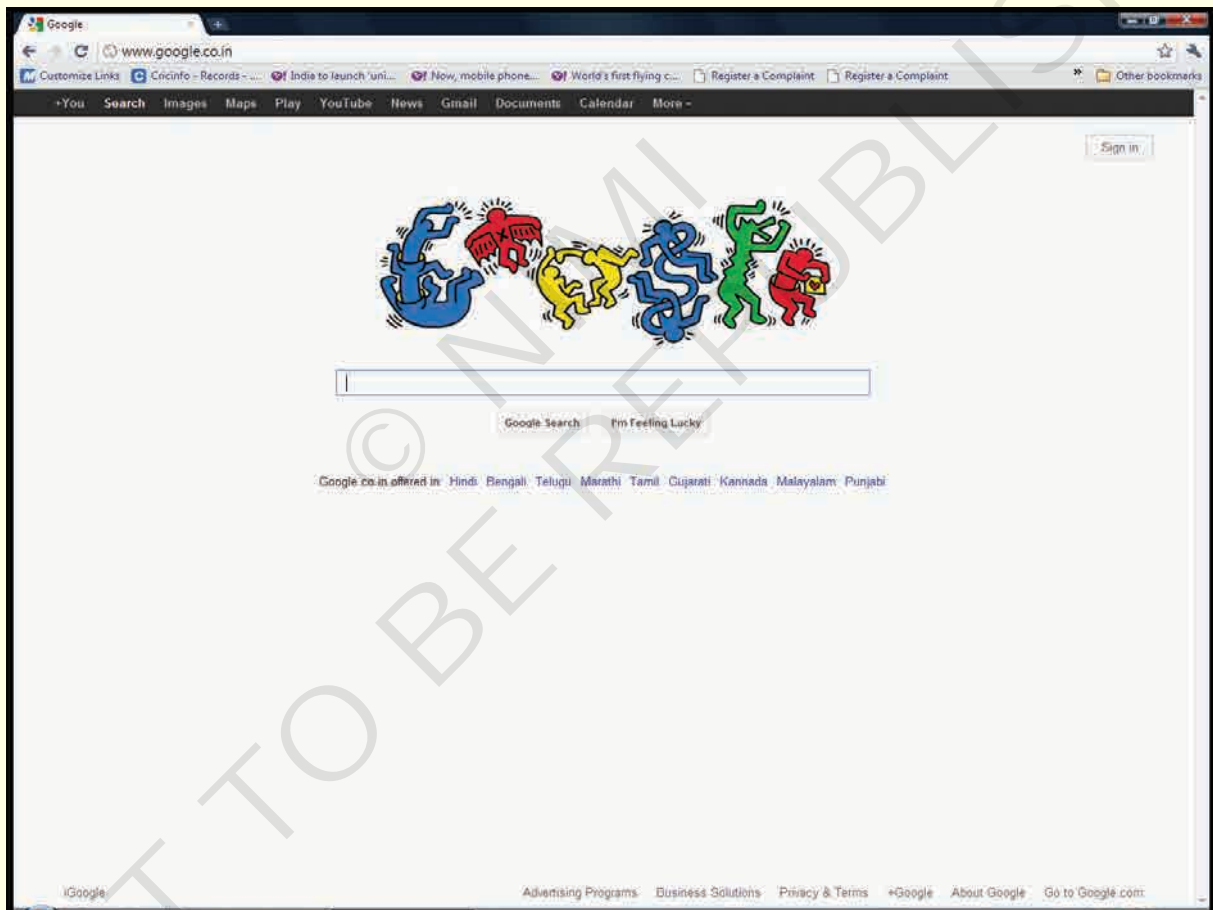 Google
www.google.co.in
Customize Links Cricinfo - Records - ... India to launch 'uni... Now, mobile phone... World's first flying c... Register a Complaint Register a Complaint » Other bookmarks
+You Search Images Maps Play YouTube News Gmail Documents Calendar More
Sign in
Google Search I'm Feeling Lucky
Google.co.in offered in: Hindi Bengali Telugu Marathi Tamil Gujarati Kannada Malayalam Punjabi
iGoogle Advertising Programs Business Solutions Privacy & Terms +Google About Google Go to Google.com
© NIMI
T TO BE REPUBLIS